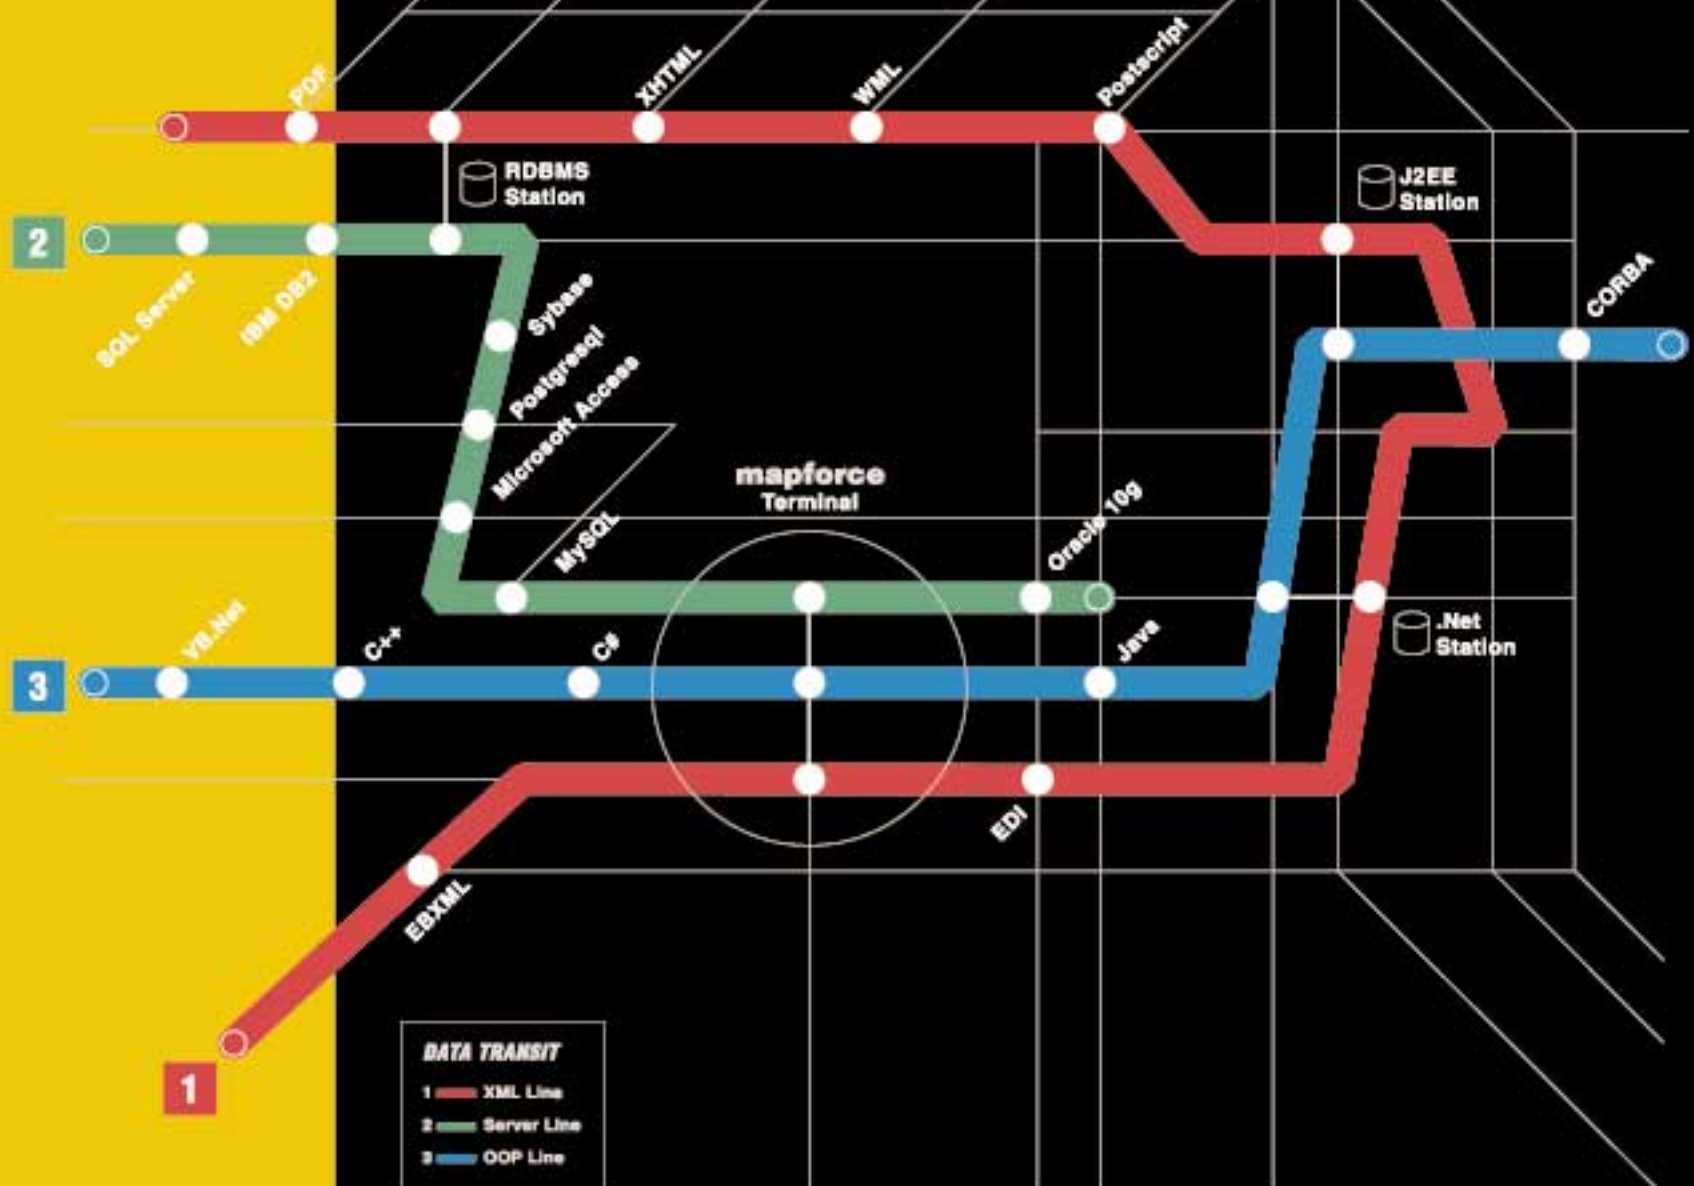 PDF
XHTML
WML
Postscript
RDBMS
Station
J2EE
Station
2
SQL Server
IBM DB2
Sybase
Postgresql
Microsoft Access
CORBA
mapforce
Terminal
MySQL
Oracle 10g
.Net
Station
3
VB.Net
C++
C#
Java
EDI
EBXML
1
DATA TRANSIT
1 XML Line
2 Server Line
3 OOP Line